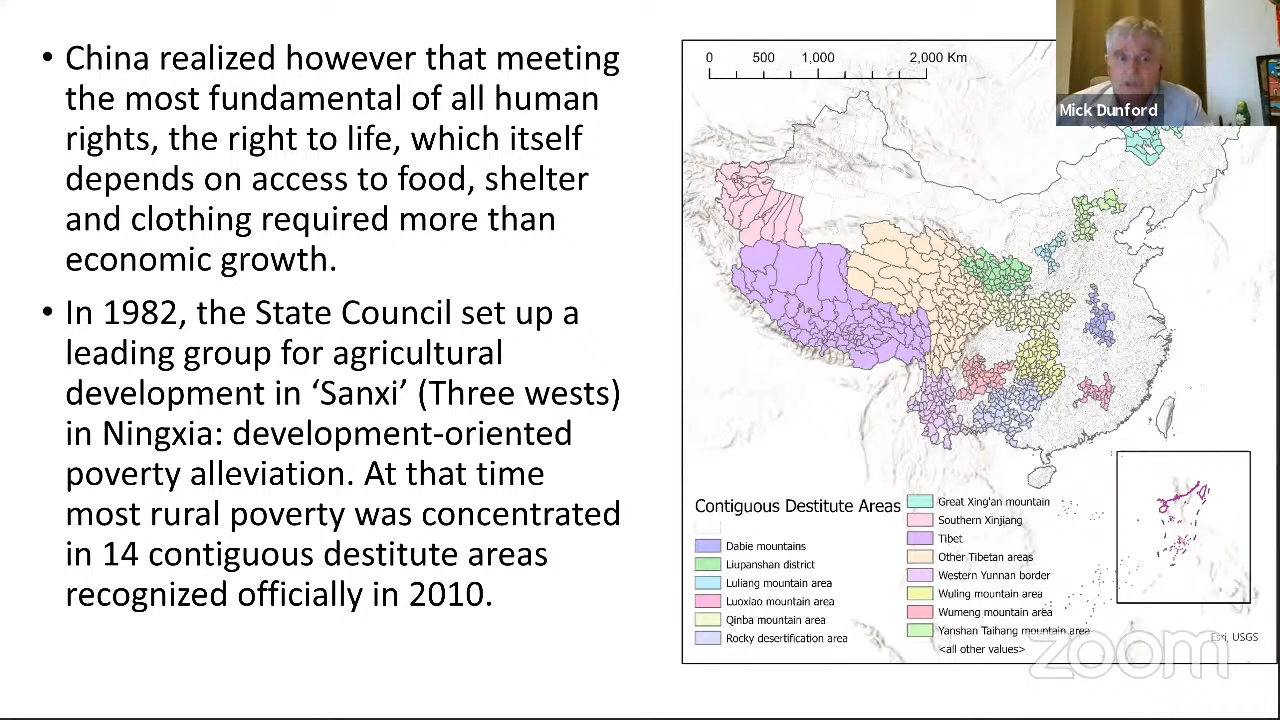 • China realized however that meeting
the most fundamental of all human
rights, the right to life, which itself
depends on access to food, shelter
and clothing required more than
economic growth.
• In 1982, the State Council set up a
leading group for agricultural
development in ‘Sanxi’ (Three wests)
in Ningxia: development-oriented
poverty alleviation. At that time
most rural poverty was concentrated
in 14 contiguous destitute areas
recognized officially in 2010.
0 500 1,000 2,000 Km
Mick Dunford
Contiguous Destitute Areas
Dabie mountains
Liupanshan district
Luliang mountain area
Luoxiao mountain area
Qinba mountain area
Rocky desertification area
Great Xing'an mountain
Southern Xinjiang
Tibet
Other Tibetan areas
Western Yunnan border
Wuling mountain area
Wumeng mountain area
Yanshan Taihang mountain area
<all other values>
Esri, USGS
zoom